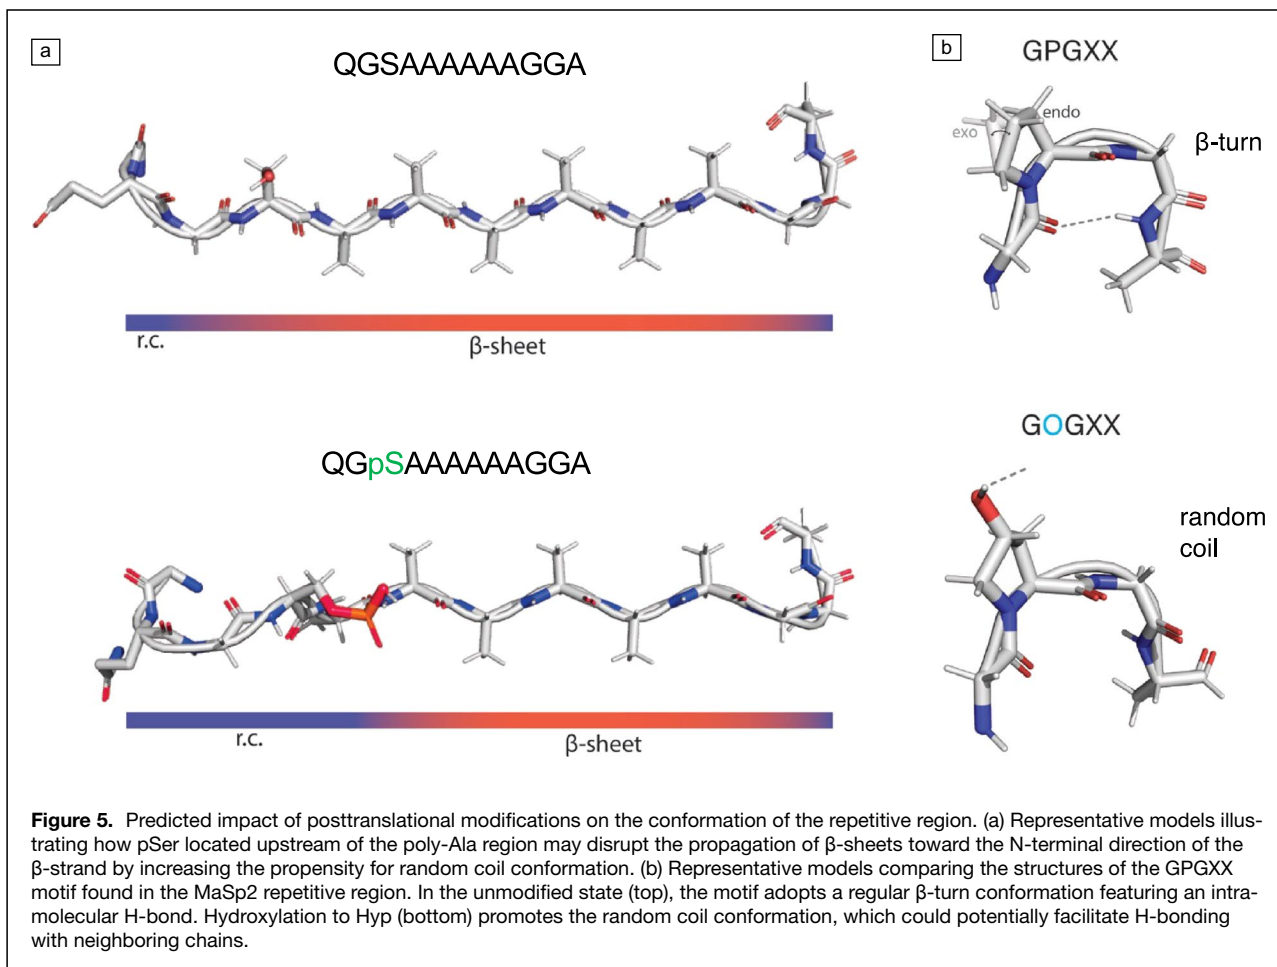 a
QGSAAAAAAGGA
r.c.
β-sheet
QGpSAAAAAAGGA
r.c.
β-sheet
b
GPGXX
exo
endo
β-turn
GOGXX
random
coil
Figure 5. Predicted impact of posttranslational modifications on the conformation of the repetitive region. (a) Representative models illus-
trating how pSer located upstream of the poly-Ala region may disrupt the propagation of β-sheets toward the N-terminal direction of the
β-strand by increasing the propensity for random coil conformation. (b) Representative models comparing the structures of the GPGXX
motif found in the MaSp2 repetitive region. In the unmodified state (top), the motif adopts a regular β-turn conformation featuring an intra-
molecular H-bond. Hydroxylation to Hyp (bottom) promotes the random coil conformation, which could potentially facilitate H-bonding
with neighboring chains.